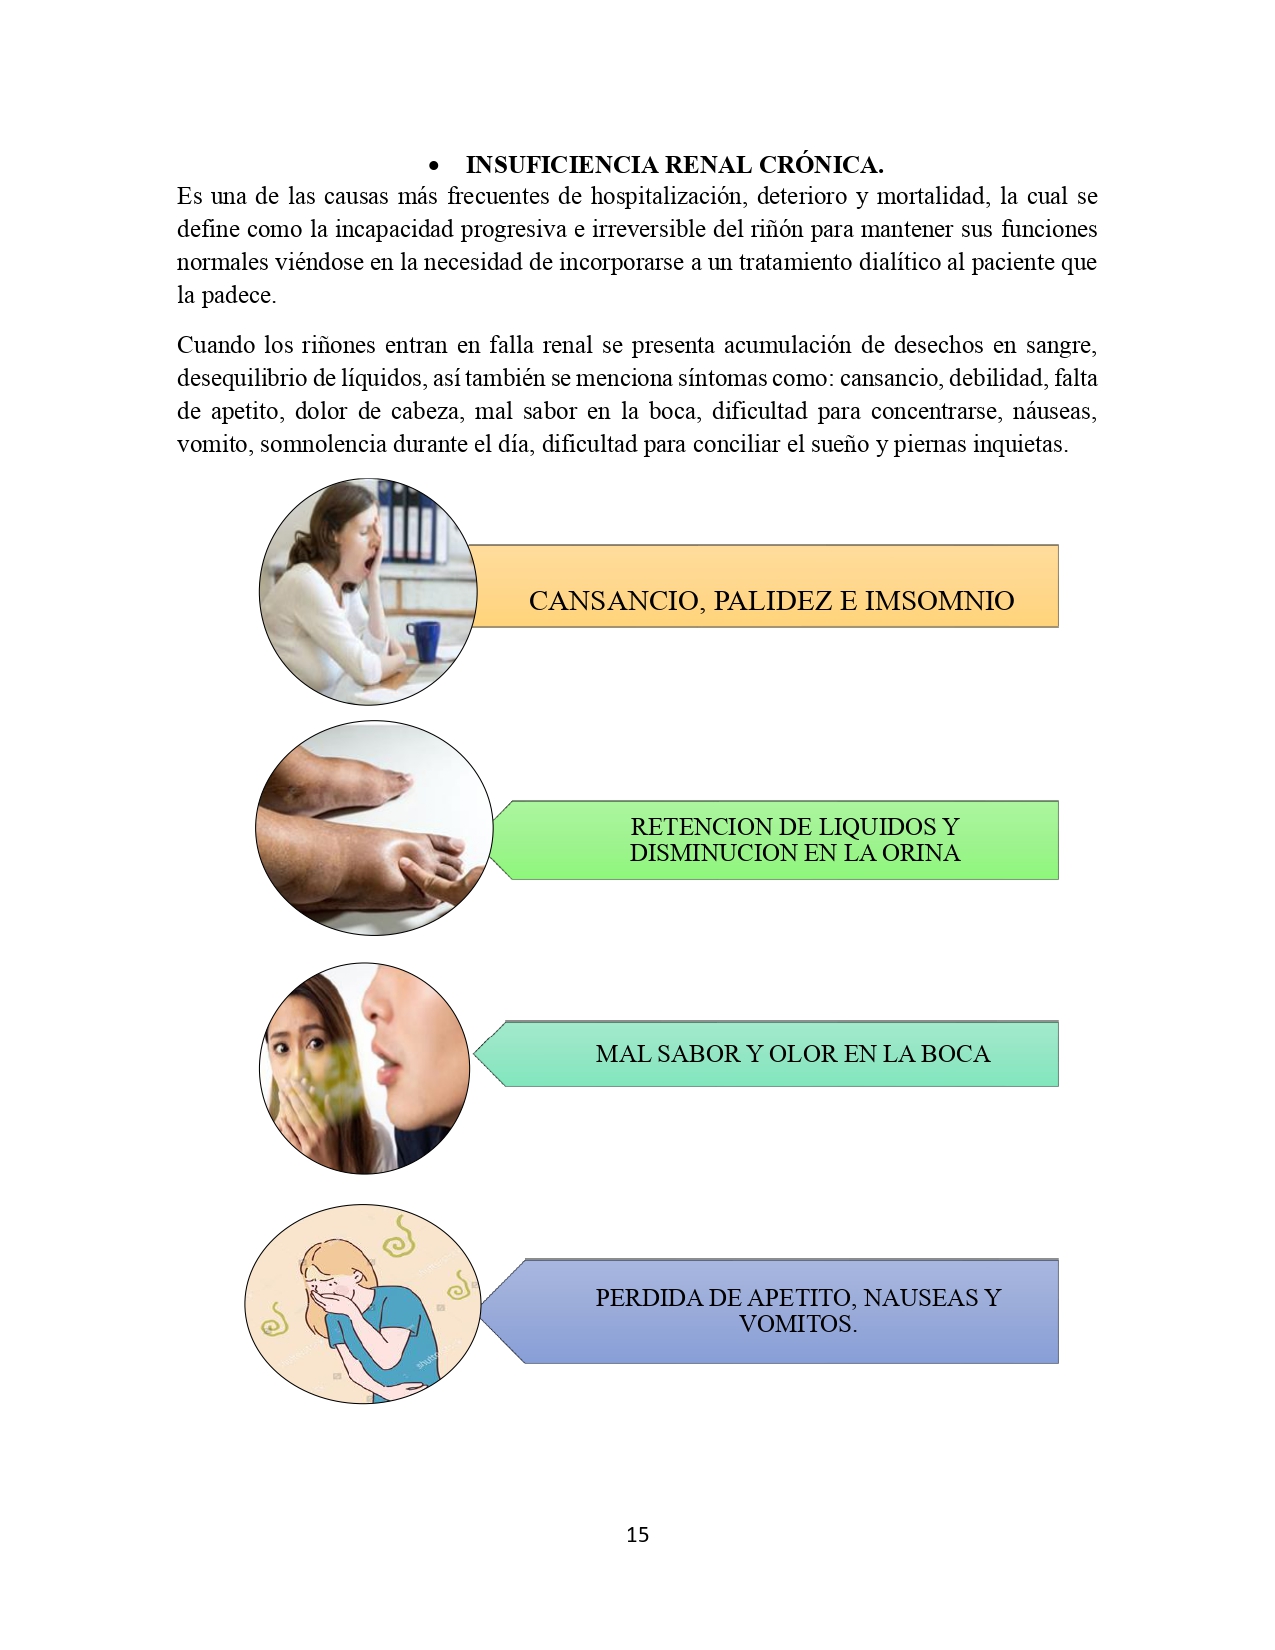 • INSUFICIENCIA RENAL CRÓNICA.
Es una de las causas más frecuentes de hospitalización, deterioro y mortalidad, la cual se
define como la incapacidad progresiva e irreversible del riñón para mantener sus funciones
normales viéndose en la necesidad de incorporarse a un tratamiento dialítico al paciente que
la padece.
Cuando los riñones entran en falla renal se presenta acumulación de desechos en sangre,
desequilibrio de líquidos, así también se menciona síntomas como: cansancio, debilidad, falta
de apetito, dolor de cabeza, mal sabor en la boca, dificultad para concentrarse, náuseas,
vomito, somnolencia durante el día, dificultad para conciliar el sueño y piernas inquietas.
CANSANCIO, PALIDEZ E IMSOMNIO
RETENCION DE LIQUIDOS Y
DISMINUCION EN LA ORINA
MAL SABOR Y OLOR EN LA BOCA
PERDIDA DE APETITO, NAUSEAS Y
VOMITOS.
15